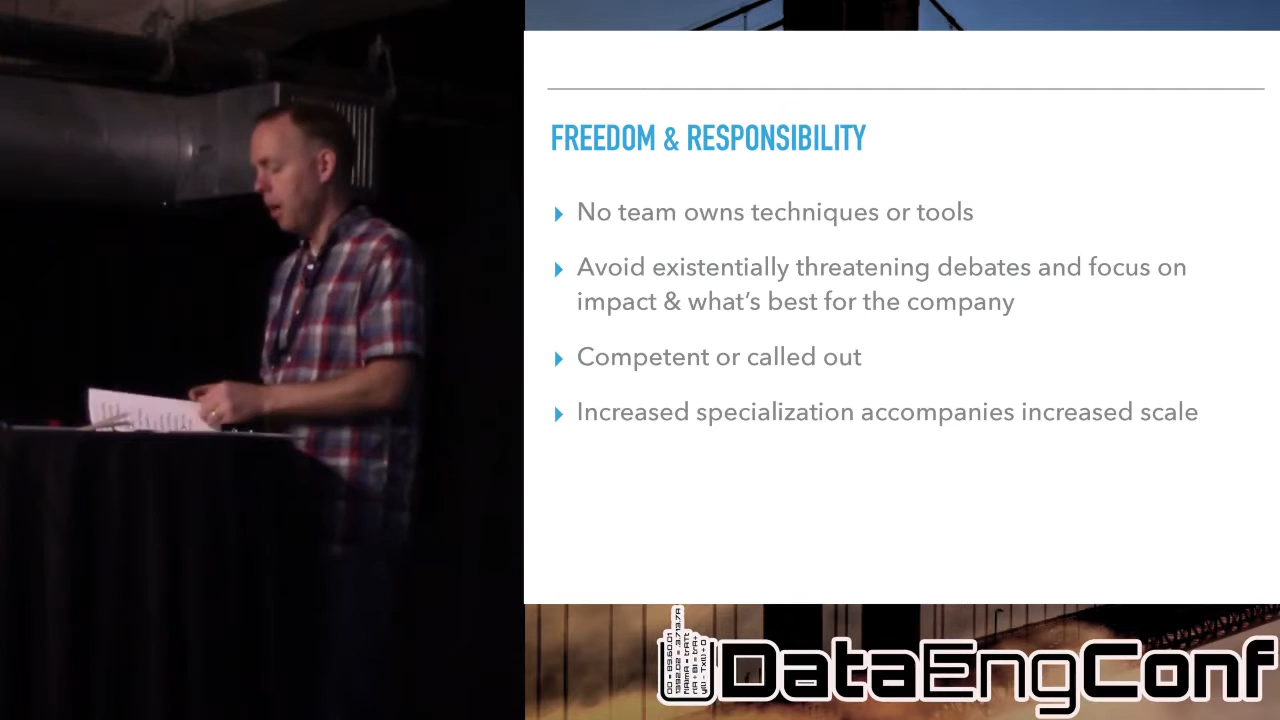 FREEDOM & RESPONSIBILITY
No team owns techniques or tools
Avoid existentially threatening debates and focus on
impact & what's best for the company
Competent or called out
Increased specialization accompanies increased scale
DataEngConf